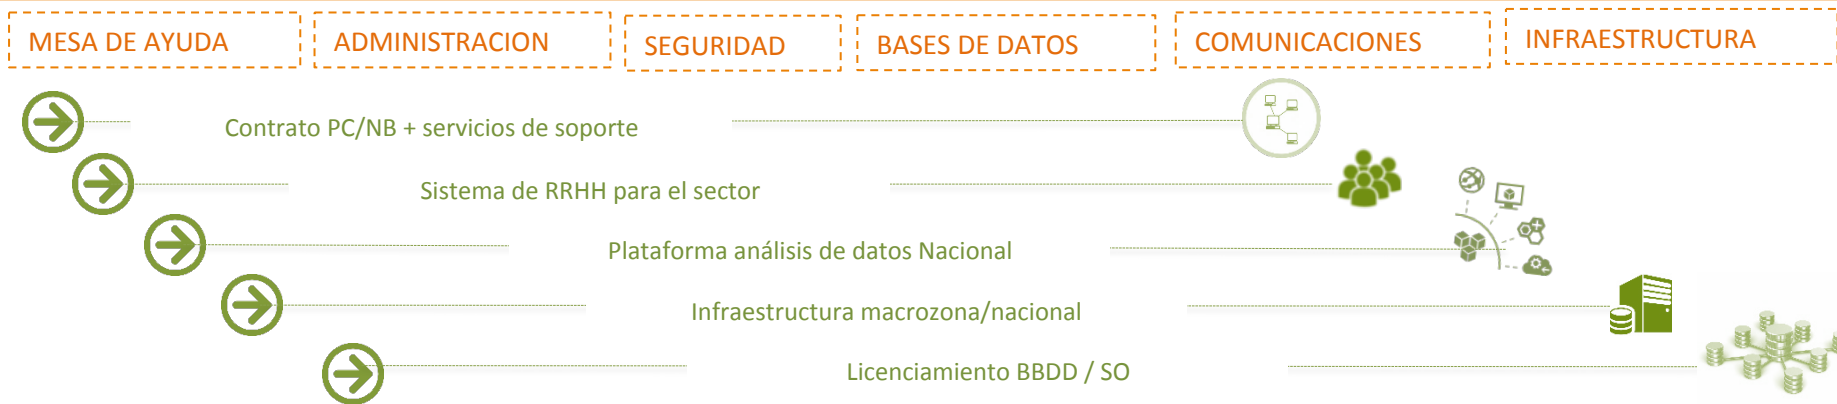 MESA DE AYUDA
ADMINISTRACION
SEGURIDAD
BASES DE DATOS
COMUNICACIONES
INFRAESTRUCTURA
Contrato PC/NB + servicios de soporte
Sistema de RRHH para el sector
Plataforma análisis de datos Nacional
Infraestructura macrozona/nacional
Licenciamiento BBDD / SO